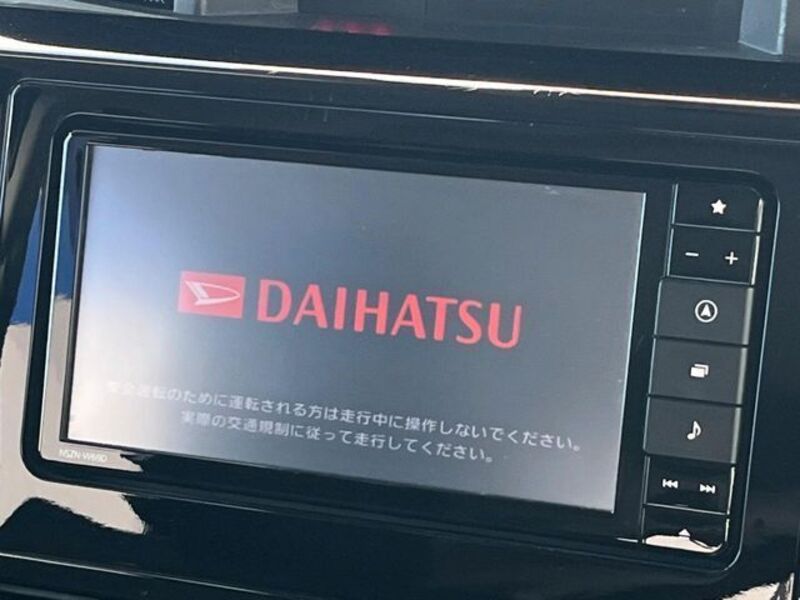 DAIHATSU
安全運転のために運転される方は走行中に操作しないでください。
実際の交通規制に従って走行してください。